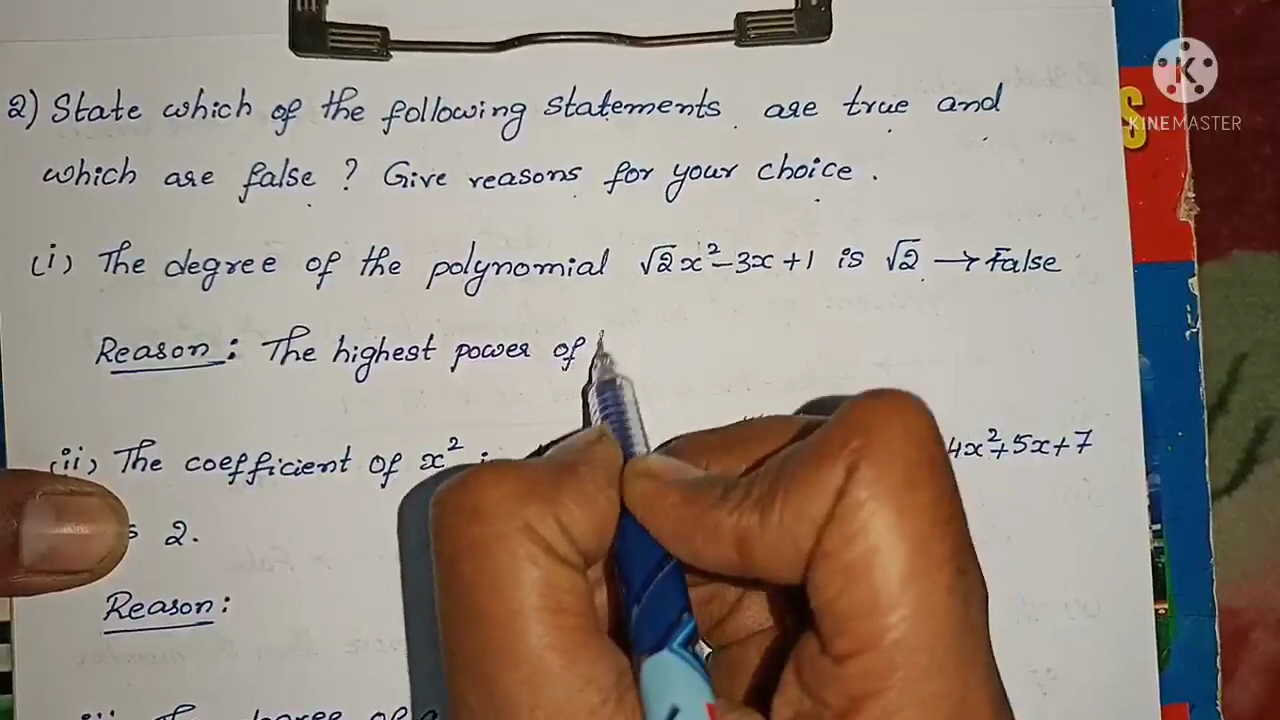 2) State which of the following statements are true and
which are false ? Give reasons for your choice .
(i) The degree of the polynomial √2x²-3x+1 is √2 → False
Reason : The highest power of
(ii) The coefficient of x² 4x²+5x+7
2.
Reason :
K
KINEMASTER
S